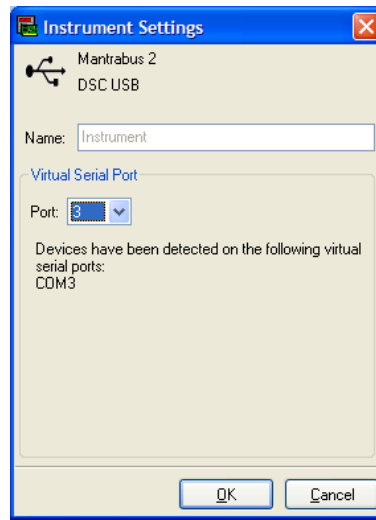 Instrument Settings
Mantrabus 2
DSC USB
Name: Instrument
Virtual Serial Port
Port: 3
Devices have been detected on the following virtual
serial ports:
COM3
OK Cancel